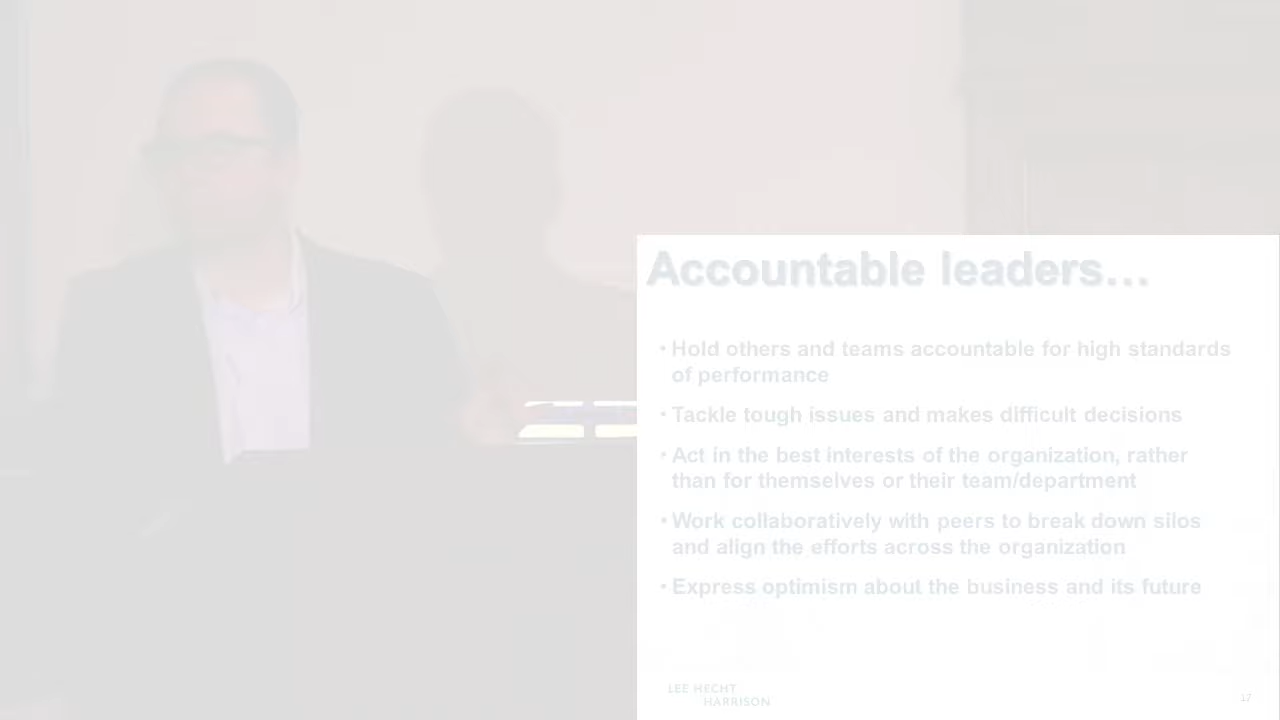 Accountable leaders...
• Hold others and teams accountable for high standards
of performance
• Tackle tough issues and makes difficult decisions
• Act in the best interests of the organization, rather
than for themselves or their team/department
• Work collaboratively with peers to break down silos
and align the efforts across the organization
• Express optimism about the business and its future
LEE HECHT
HARRISON
17